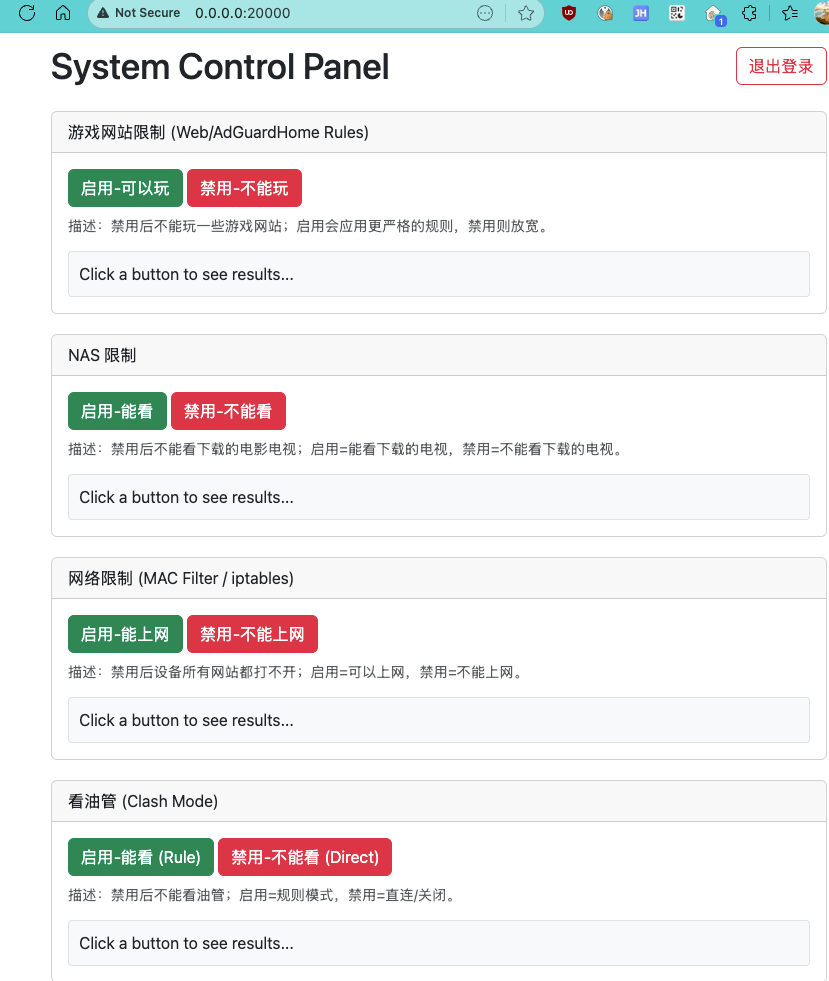 Not Secure 0.0.0.0:20000
UD
JH
1
System Control Panel
退出登录
游戏网站限制 (Web/AdGuardHome Rules)
启用-可以玩 禁用-不能玩
描述：禁用后不能玩一些游戏网站；启用会应用更严格的规则，禁用则放宽。
Click a button to see results...
NAS 限制
启用-能看 禁用-不能看
描述：禁用后不能看下载的电影电视；启用=能看下载的电视，禁用=不能看下载的电视。
Click a button to see results...
网络限制 (MAC Filter / iptables)
启用-能上网 禁用-不能上网
描述：禁用后设备所有网站都打不开；启用=可以上网，禁用=不能上网。
Click a button to see results...
看油管 (Clash Mode)
启用-能看 (Rule) 禁用-不能看 (Direct)
描述：禁用后不能看油管；启用=规则模式，禁用=直连/关闭。
Click a button to see results...